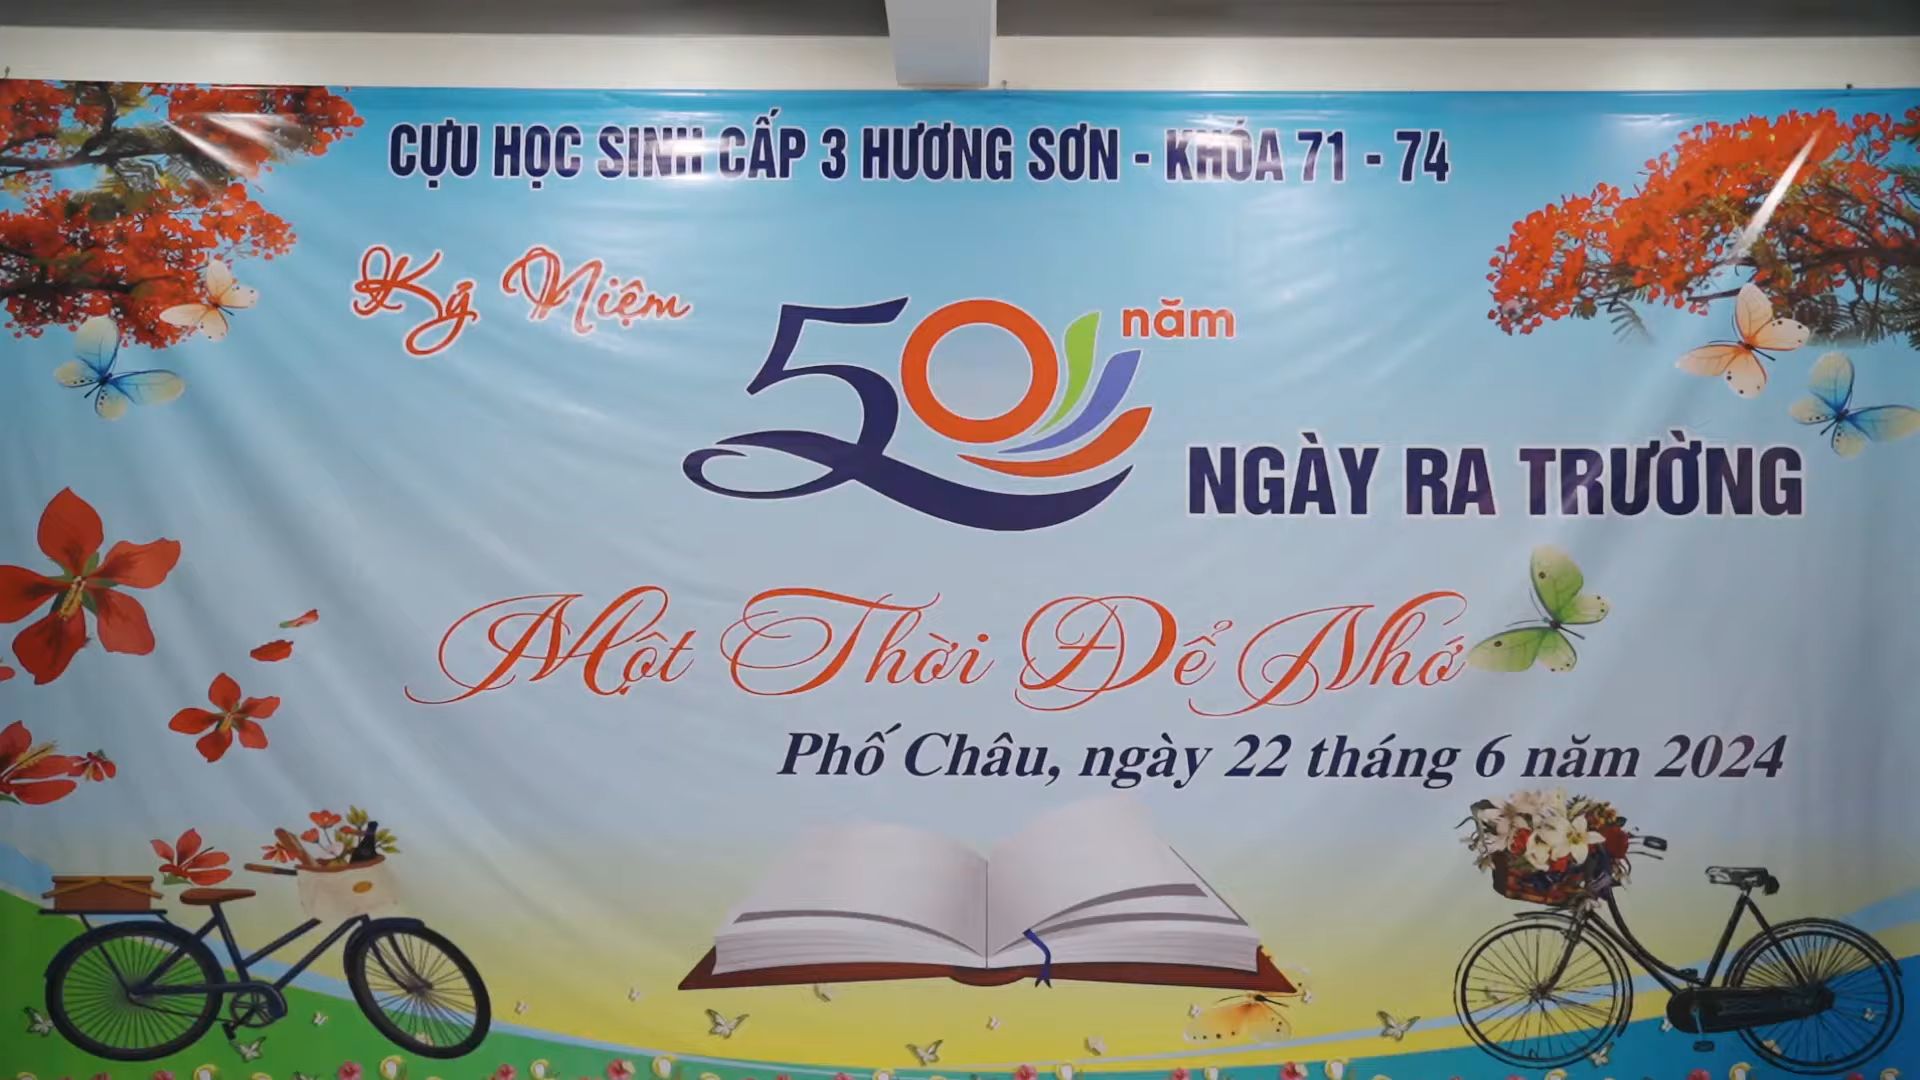 CỰU HỌC SINH CẤP 3 HƯƠNG SƠN - KHÓA 71 - 74
Kỷ Niệm
50 năm
NGÀY RA TRƯỜNG
Một Thời Để Nhớ
Phố Châu, ngày 22 tháng 6 năm 2024